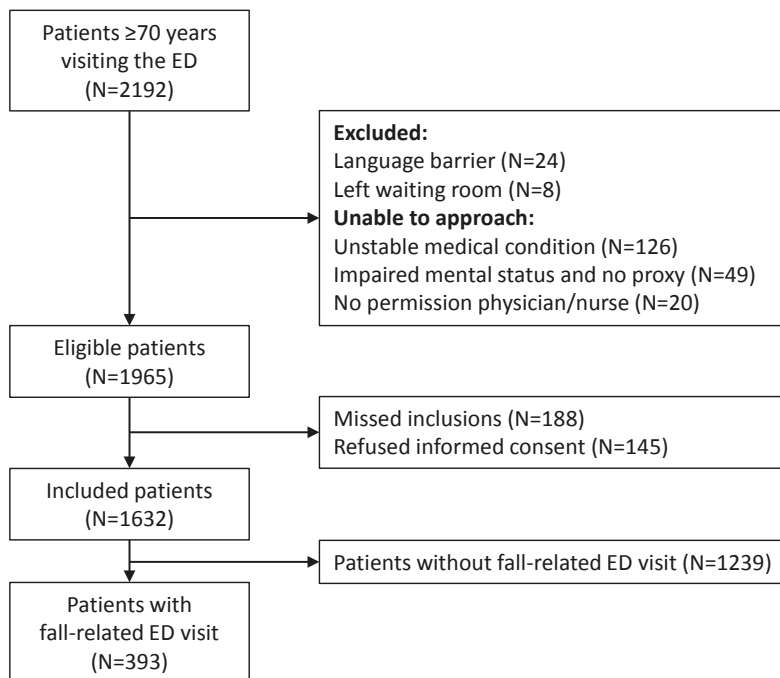 Patients ≥70 years
visiting the ED
(N=2192)
Excluded:
Language barrier (N=24)
Left waiting room (N=8)
Unable to approach:
Unstable medical condition (N=126)
Impaired mental status and no proxy (N=49)
No permission physician/nurse (N=20)
Eligible patients
(N=1965)
Missed inclusions (N=188)
Refused informed consent (N=145)
Included patients
(N=1632)
Patients without fall-related ED visit (N=1239)
Patients with
fall-related ED visit
(N=393)